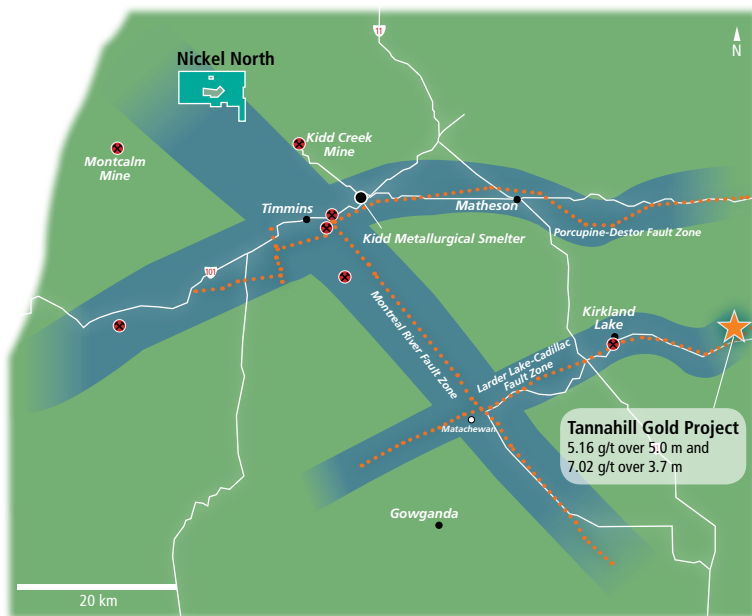 11
N
Nickel North
Kidd Creek
Mine
Montcalm
Mine
Timmins
Matheson
Kidd Metallurgical Smelter
Porcupine-Destor Fault Zone
101
Montreal River Fault Zone
Kirkland
Lake
Larder Lake-Cadillac
Fault Zone
Matachewan
Tannahill Gold Project
5.16 g/t over 5.0 m and
7.02 g/t over 3.7 m
Gowganda
20 km